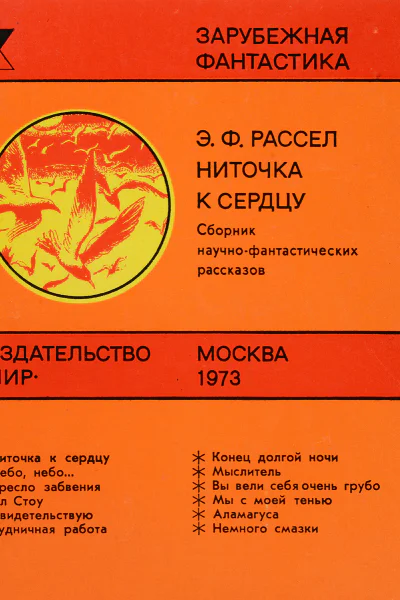 ЗАРУБЕЖНАЯ
ФАНТАСТИКА
Э. Ф. РАССЕЛ
НИТОЧКА
К СЕРДЦУ
Сборник
научно-фантастических
рассказов
ЗДАТЕЛЬСТВО
ИР·
МОСКВА
1973
иточка к сердцу
ебо, небо...
ресло забвения
л Стоу
видетельствую
удничная работа
Конец долгой ночи
Мыслитель
Вы вели себя очень грубо
Мы с моей тенью
Аламагуса
Немного смазки